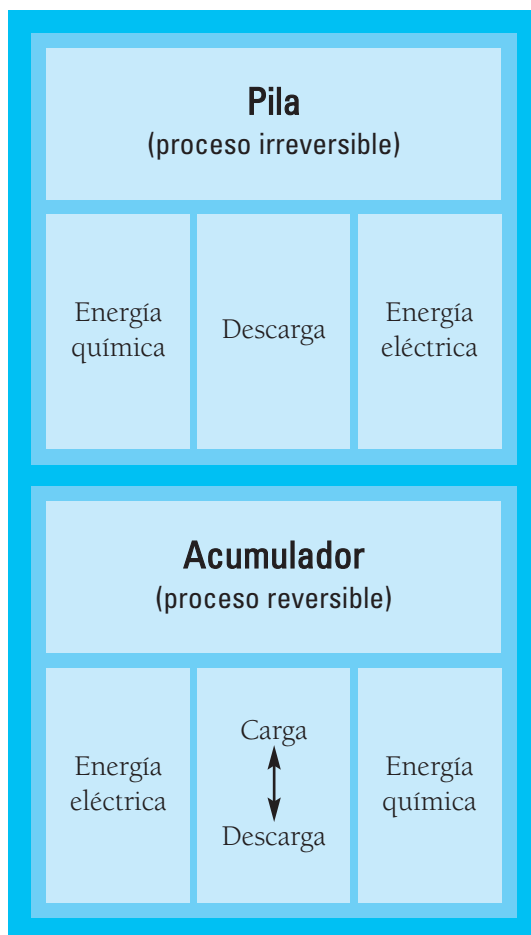 Pila
(proceso irreversible)
Energía
química
Descarga
Energía
eléctrica
Acumulador
(proceso reversible)
Energía
eléctrica
Carga
Descarga
Energía
química